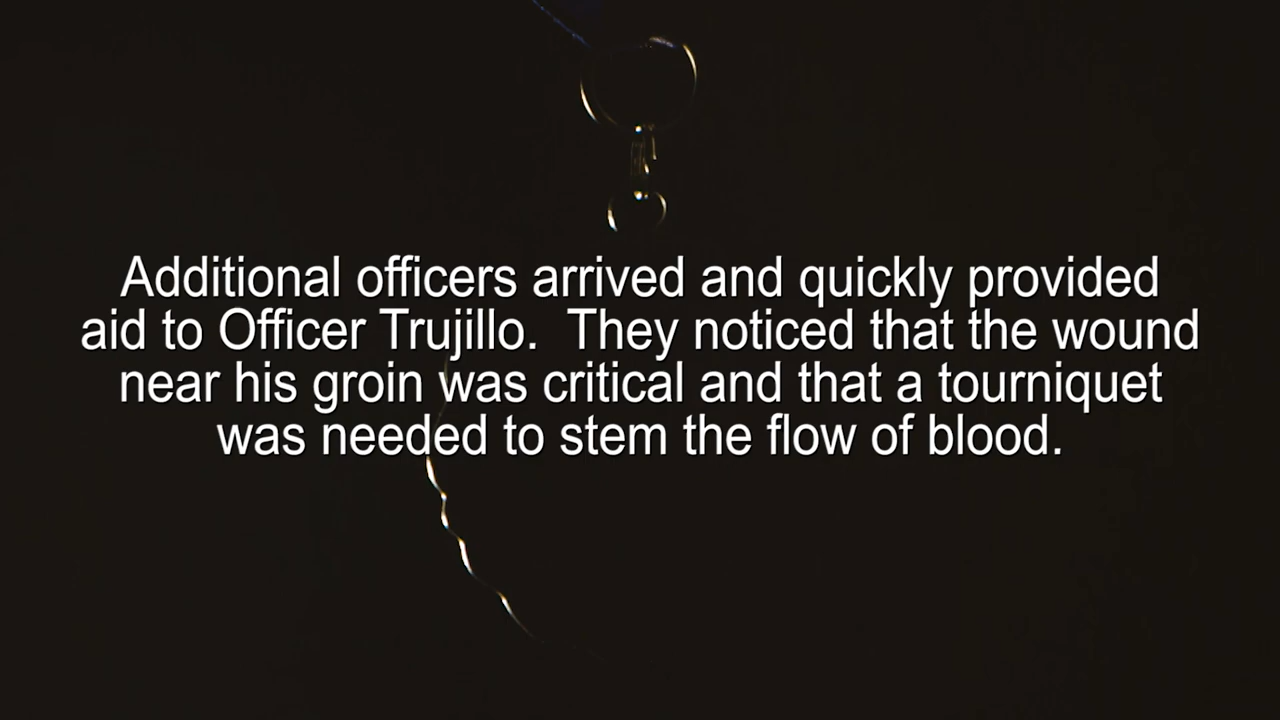 Additional officers arrived and quickly provided
aid to Officer Trujillo.  They noticed that the wound
near his groin was critical and that a tourniquet
was needed to stem the flow of blood.